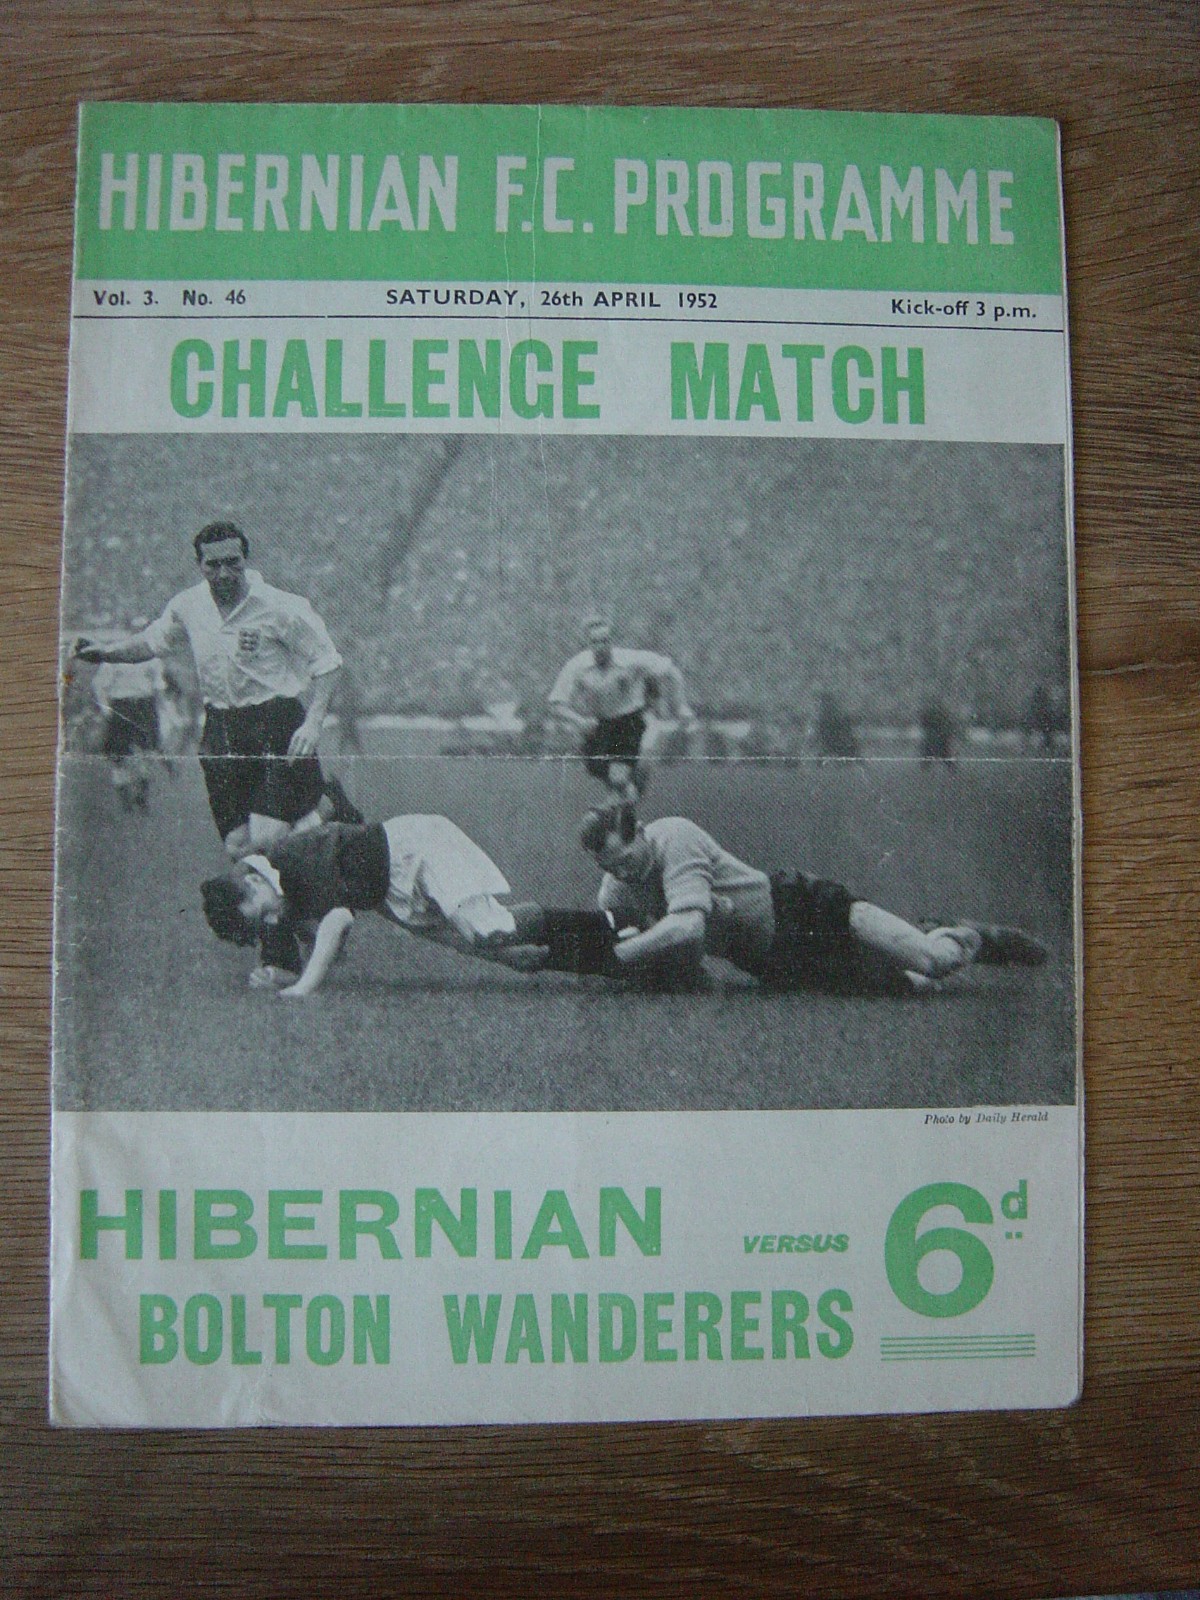 HIBERNIAN F.C. PROGRAMME
Vol. 3. No. 46 SATURDAY, 26th APRIL 1952 Kick-off 3 p.m.
CHALLENGE MATCH
Photo by Daily Herald
HIBERNIAN VERSUS 6d
BOLTON WANDERERS